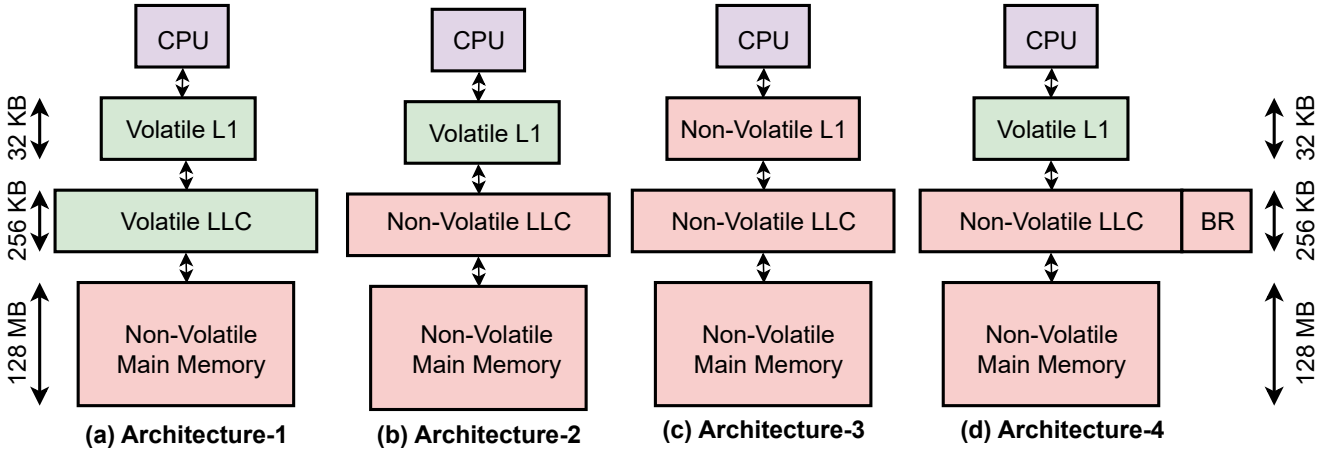 CPU
CPU
CPU
CPU
32 KB
Volatile L1
Volatile L1
Non-Volatile L1
Volatile L1
32 KB
256 KB
Volatile LLC
Non-Volatile LLC
Non-Volatile LLC
Non-Volatile LLC
BR
256 KB
128 MB
Non-Volatile
Main Memory
Non-Volatile
Main Memory
Non-Volatile
Main Memory
Non-Volatile
Main Memory
128 MB
(a) Architecture-1
(b) Architecture-2
(c) Architecture-3
(d) Architecture-4